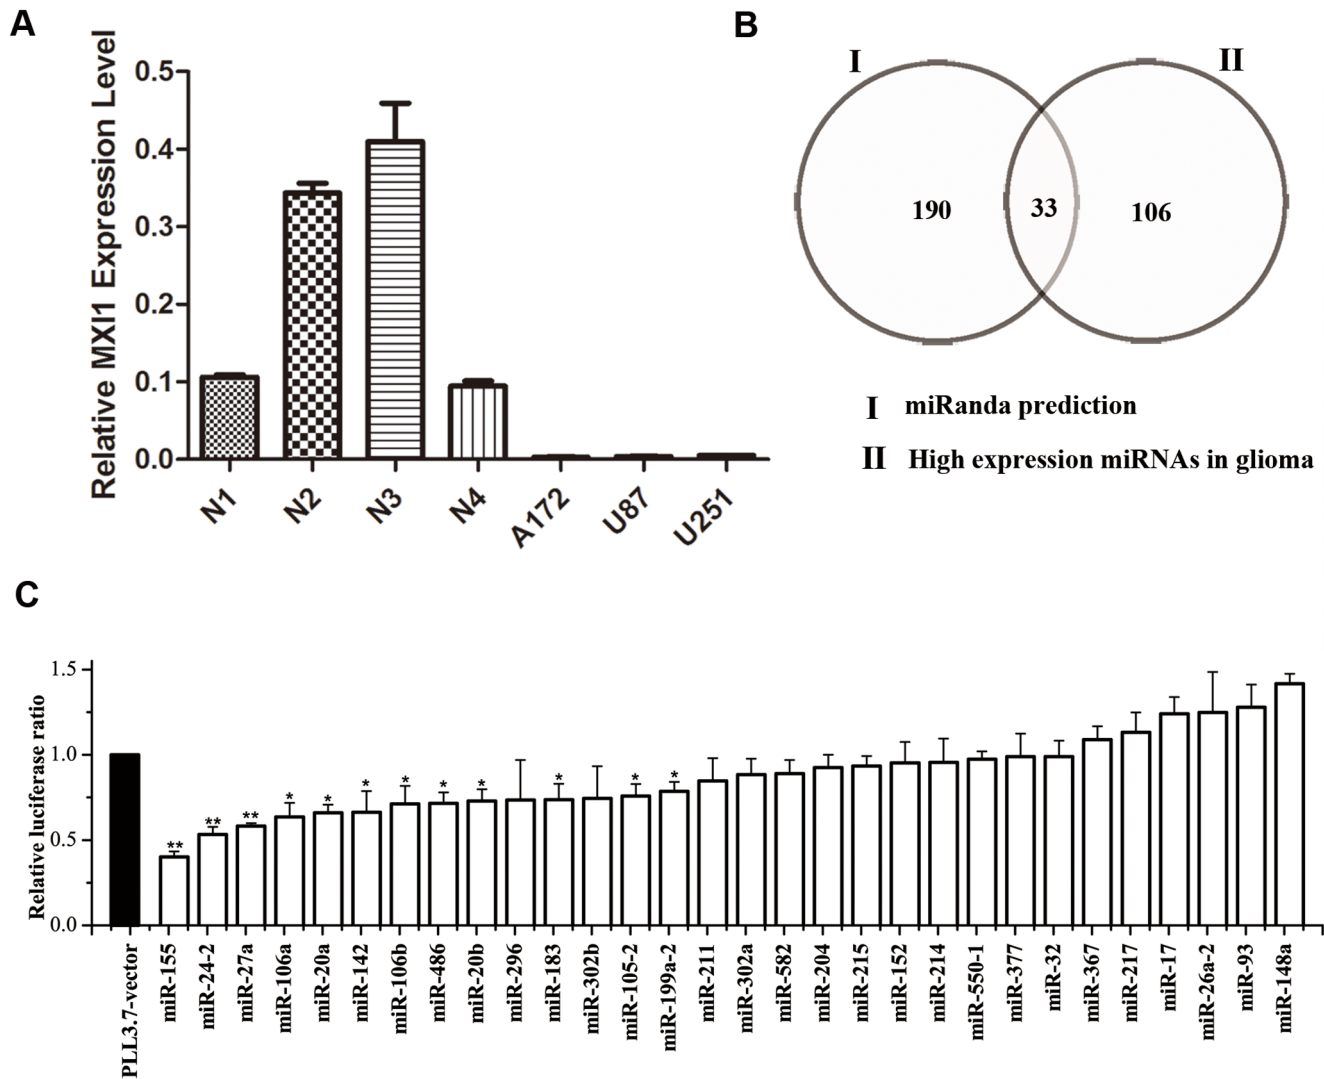 A
Relative MXI1 Expression Level
0.5
0.4
0.3
0.2
0.1
0.0
N1
N2
N3
N4
A172
U87
U251
B
I
II
190
33
106
I miRanda prediction
II High expression miRNAs in glioma
C
Relative luciferase ratio
1.5
1.0
0.5
0.0
**
**
**
*
*
*
*
*
*
*
*
*
PLL3.7-vector
miR-155
miR-24-2
miR-27a
miR-106a
miR-20a
miR-142
miR-106b
miR-486
miR-20b
miR-296
miR-183
miR-302b
miR-105-2
miR-199a-2
miR-211
miR-302a
miR-582
miR-204
miR-215
miR-152
miR-214
miR-550-1
miR-377
miR-32
miR-367
miR-217
miR-17
miR-26a-2
miR-93
miR-148a